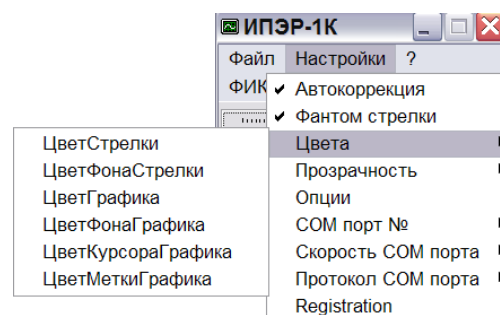 ИПЭР-1К
Файл Настройки ?
ФИК
Автокоррекция
Фантом стрелки
Цвета
Прозрачность
Опции
COM порт №
Скорость COM порта
Протокол COM порта
Registration
ЦветСтрелки
ЦветФонаСтрелки
ЦветГрафика
ЦветФонаГрафика
ЦветКурсораГрафика
ЦветМеткиГрафика